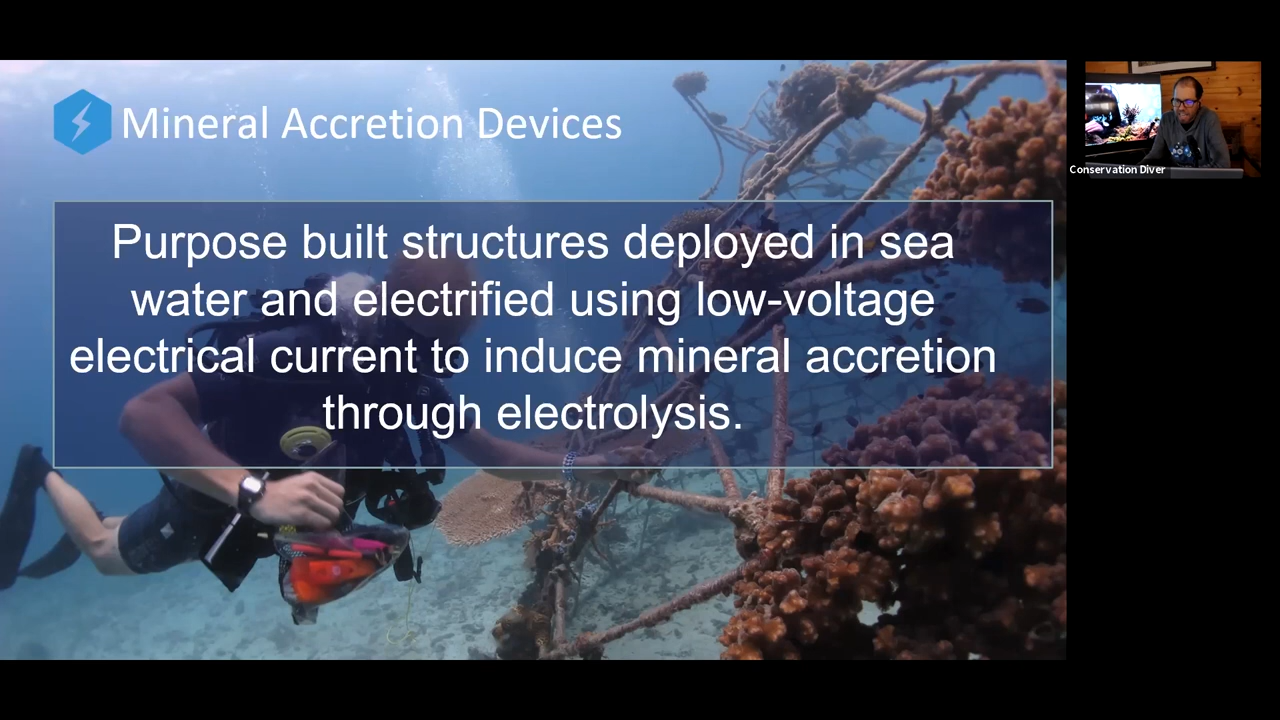 Mineral Accretion Devices
Purpose built structures deployed in sea
water and electrified using low-voltage
electrical current to induce mineral accretion
through electrolysis.
Conservation Diver